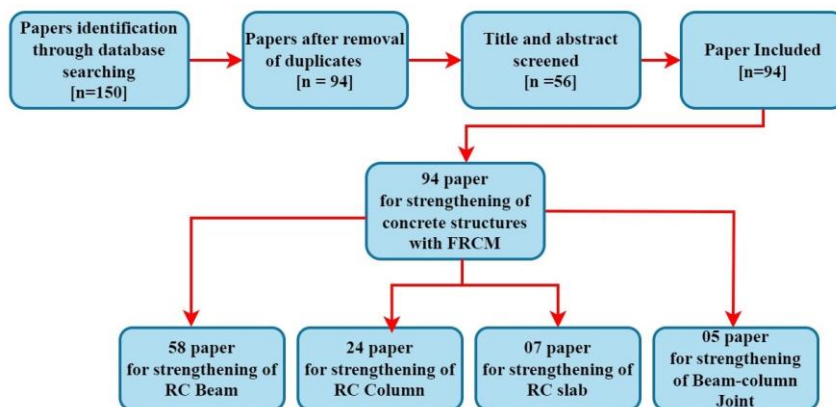 Papers identification
through database
searching
[n=150]
Papers after removal
of duplicates
[n = 94]
Title and abstract
screened
[n =56]
Paper Included
[n=94]
94 paper
for strengthening of
concrete structures
with FRCM
58 paper
for strengthening of
RC Beam
24 paper
for strengthening of
RC Column
07 paper
for strengthening of
RC slab
05 paper
for strengthening
of Beam-column
Joint